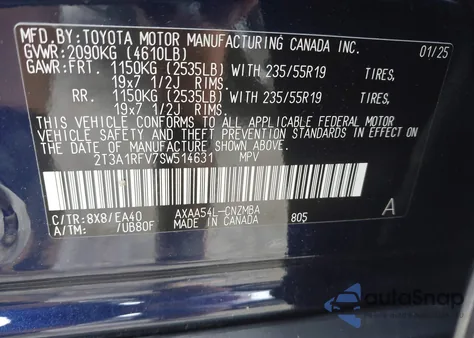 MFD. BY: TOYOTA MOTOR MANUFACTURING CANADA INC. 01/25
GVWR: 2090KG (4610LB)
GAWR: FRT. 1150KG (2535LB) WITH 235/55R19 TIRES,
19x7 1/2J RIMS.
RR. 1150KG (2535LB) WITH 235/55R19 TIRES,
19x7 1/2J RIMS.
THIS VEHICLE CONFORMS TO ALL APPLICABLE FEDERAL MOTOR
VEHICLE SAFETY AND THEFT PREVENTION STANDARDS IN EFFECT ON
THE DATE OF MANUFACTURE SHOWN ABOVE.
2T3A1RFV7SW514631 MPV
C/TR: 8X8/EA40 AXAA54L-CNZMBA A
A/TM: /UB80F MADE IN CANADA 805
AutoSnap